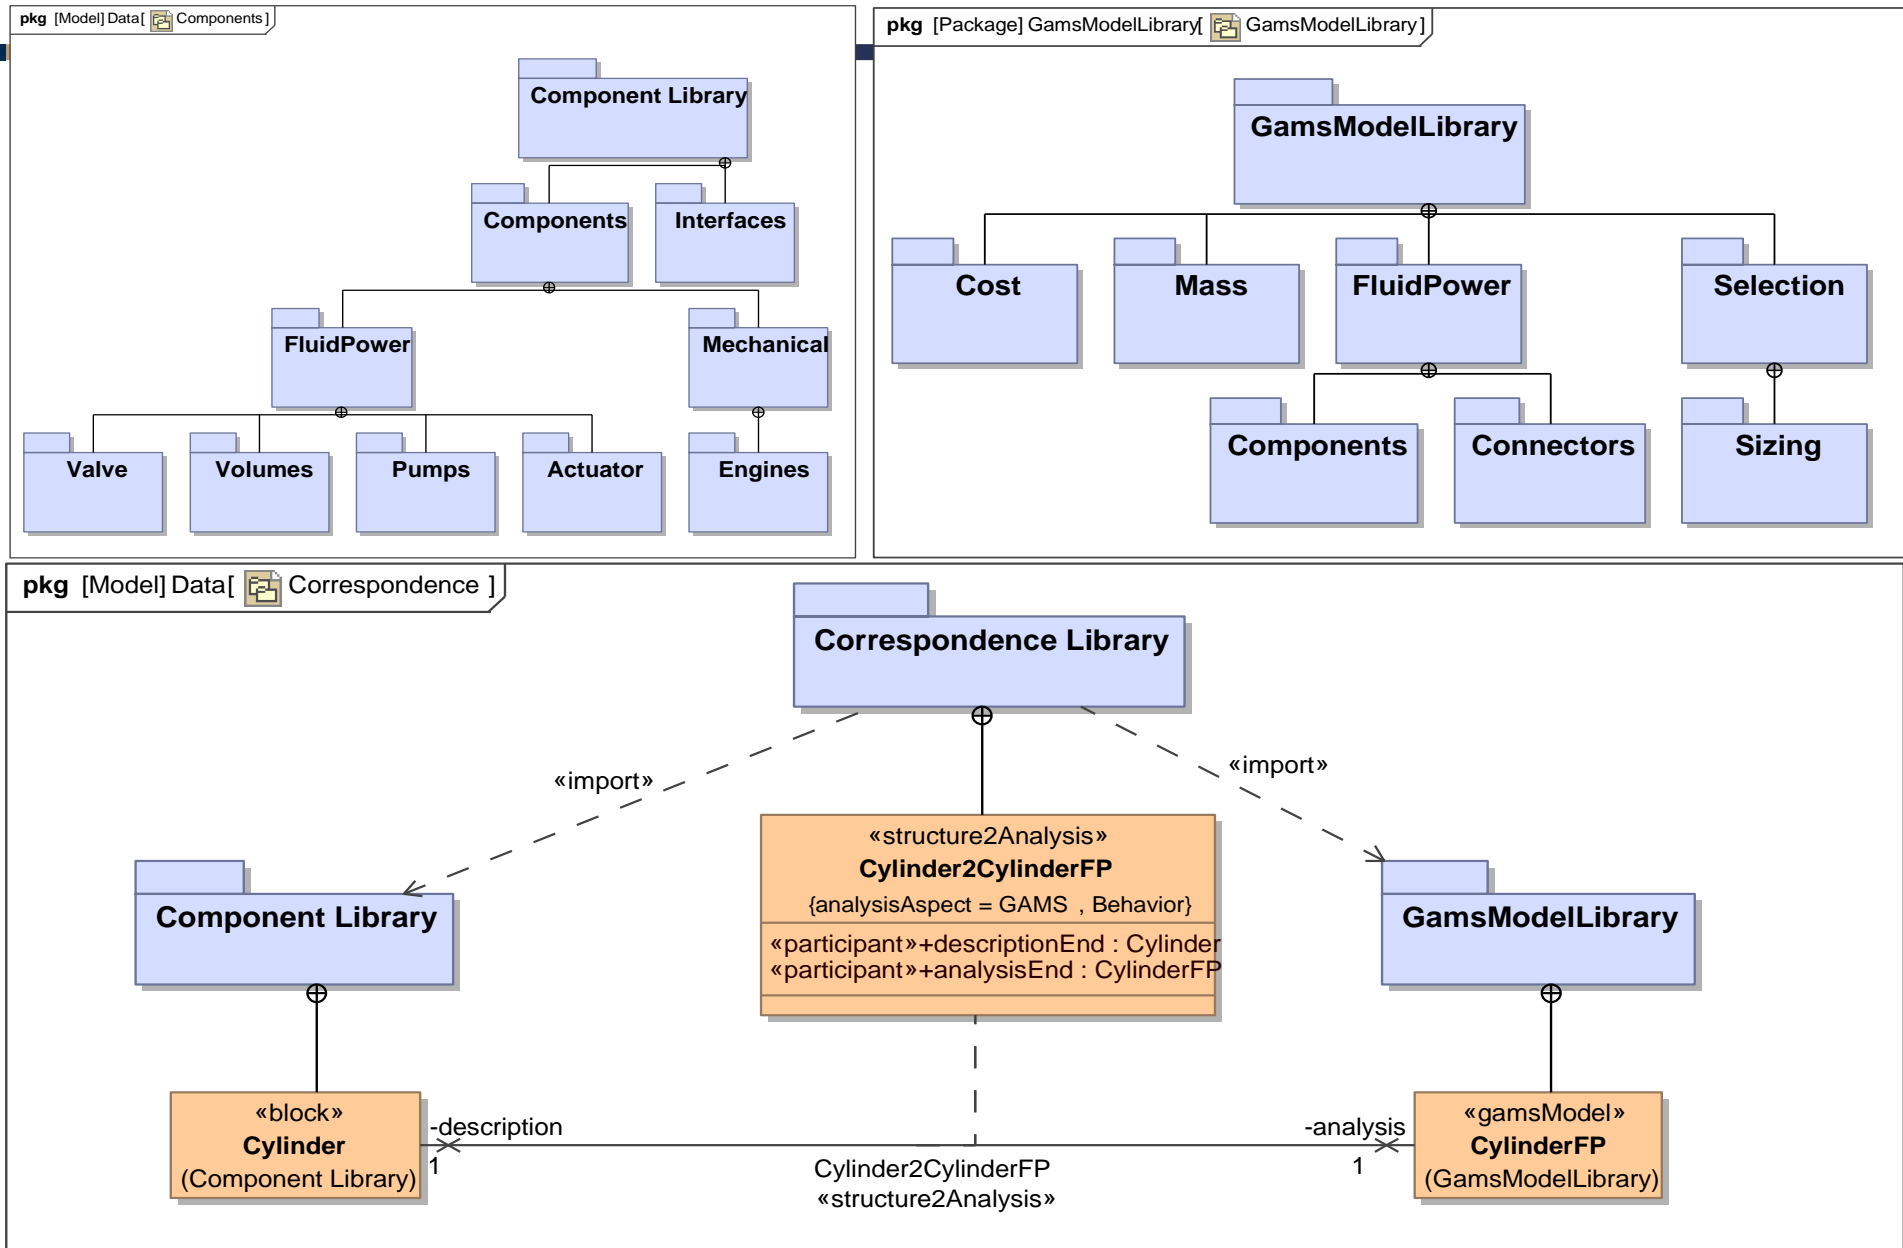 pkg [Model] Data[ Components ]
Component Library
Components
Interfaces
FluidPower
Mechanical
Valve
Volumes
Pumps
Actuator
Engines
pkg [Package] GamsModelLibrary[ GamsModelLibrary ]
GamsModelLibrary
Cost
Mass
FluidPower
Selection
Components
Connectors
Sizing
pkg [Model] Data[ Correspondence ]
Correspondence Library
«import»
«import»
«structure2Analysis»
Cylinder2CylinderFP
{analysisAspect = GAMS , Behavior}
«participant»+descriptionEnd : Cylinder
«participant»+analysisEnd : CylinderFP
Component Library
GamsModelLibrary
«block»
Cylinder
(Component Library)
-description
1
-analysis
1
Cylinder2CylinderFP
«structure2Analysis»
«gamsModel»
CylinderFP
(GamsModelLibrary)